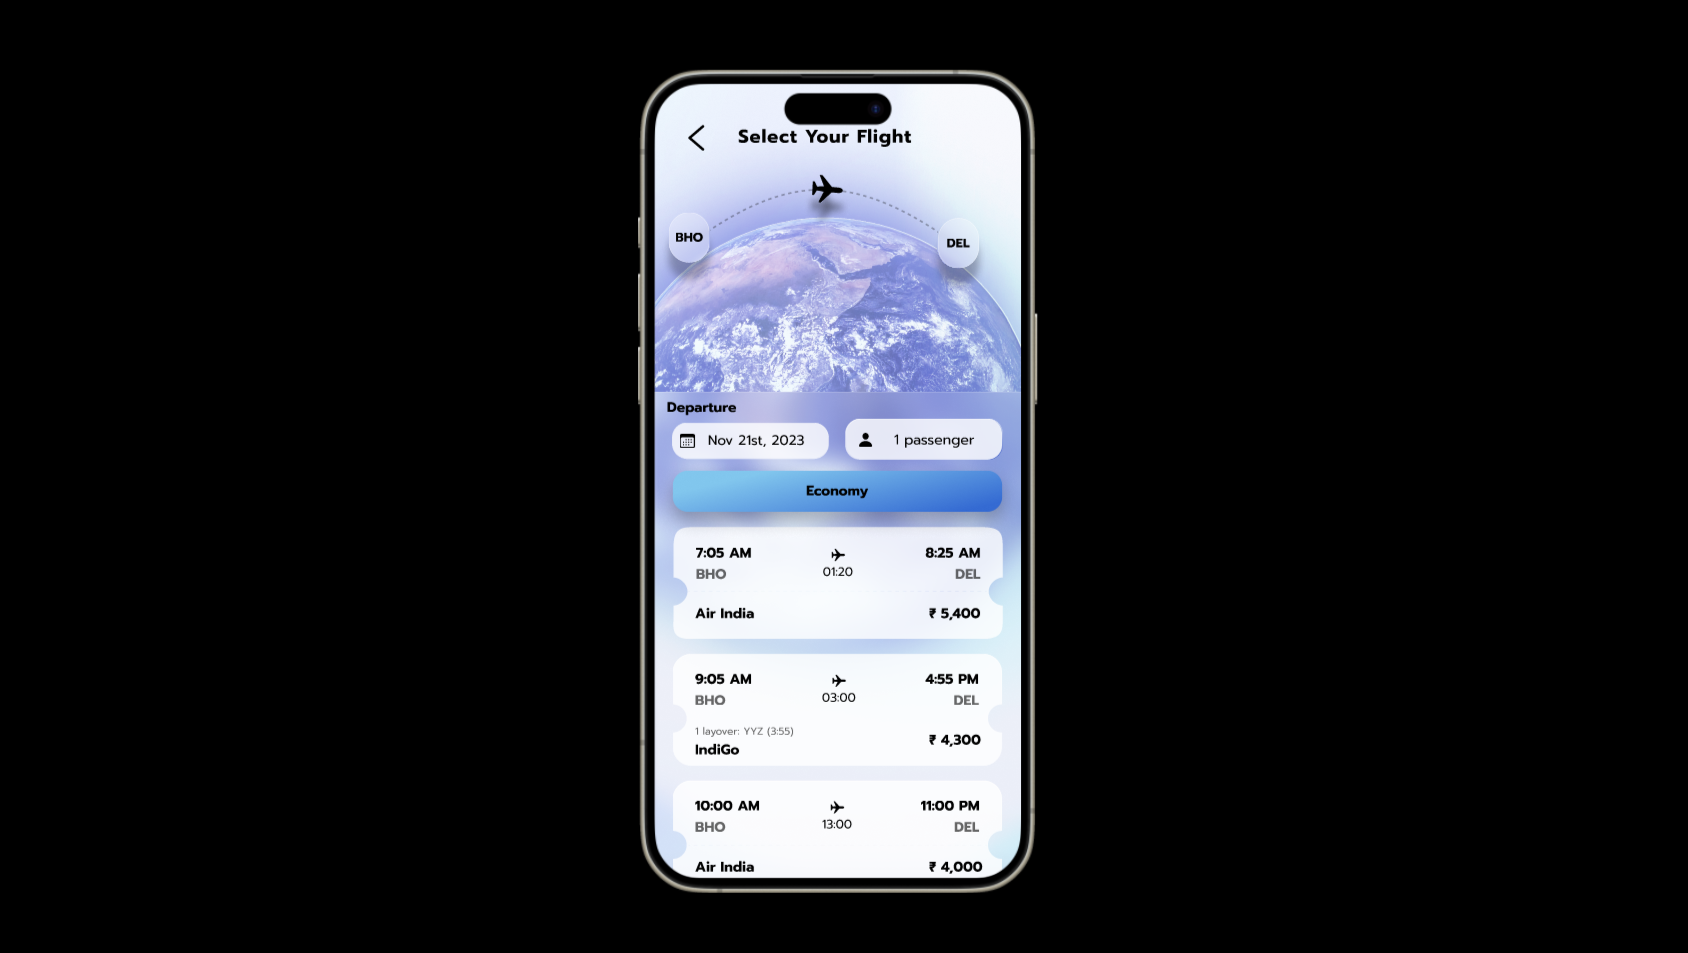 Select Your Flight
BHO
DEL
Departure
Nov 21st, 2023
1 passenger
Economy
7:05 AM
8:25 AM
BHO
01:20
DEL
Air India
₹ 5,400
9:05 AM
4:55 PM
BHO
03:00
DEL
1 layover: YYZ (3:55)
IndiGo
₹ 4,300
10:00 AM
11:00 PM
BHO
13:00
DEL
Air India
₹ 4,000